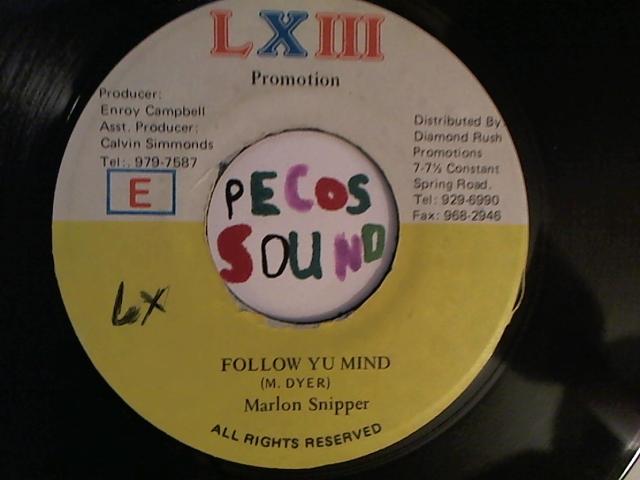 LXIII
Promotion
Producer:
Enroy Campbell
Asst. Producer:
Calvin Simmonds
Tel:. 979-7587
E
Distributed By
Diamond Rush
Promotions
7-7½ Constant
Spring Road.
Tel: 929-6990
Fax: 968-2946
PECOS
SOUND
LX
FOLLOW YU MIND
(M. DYER)
Marlon Snipper
ALL RIGHTS RESERVED